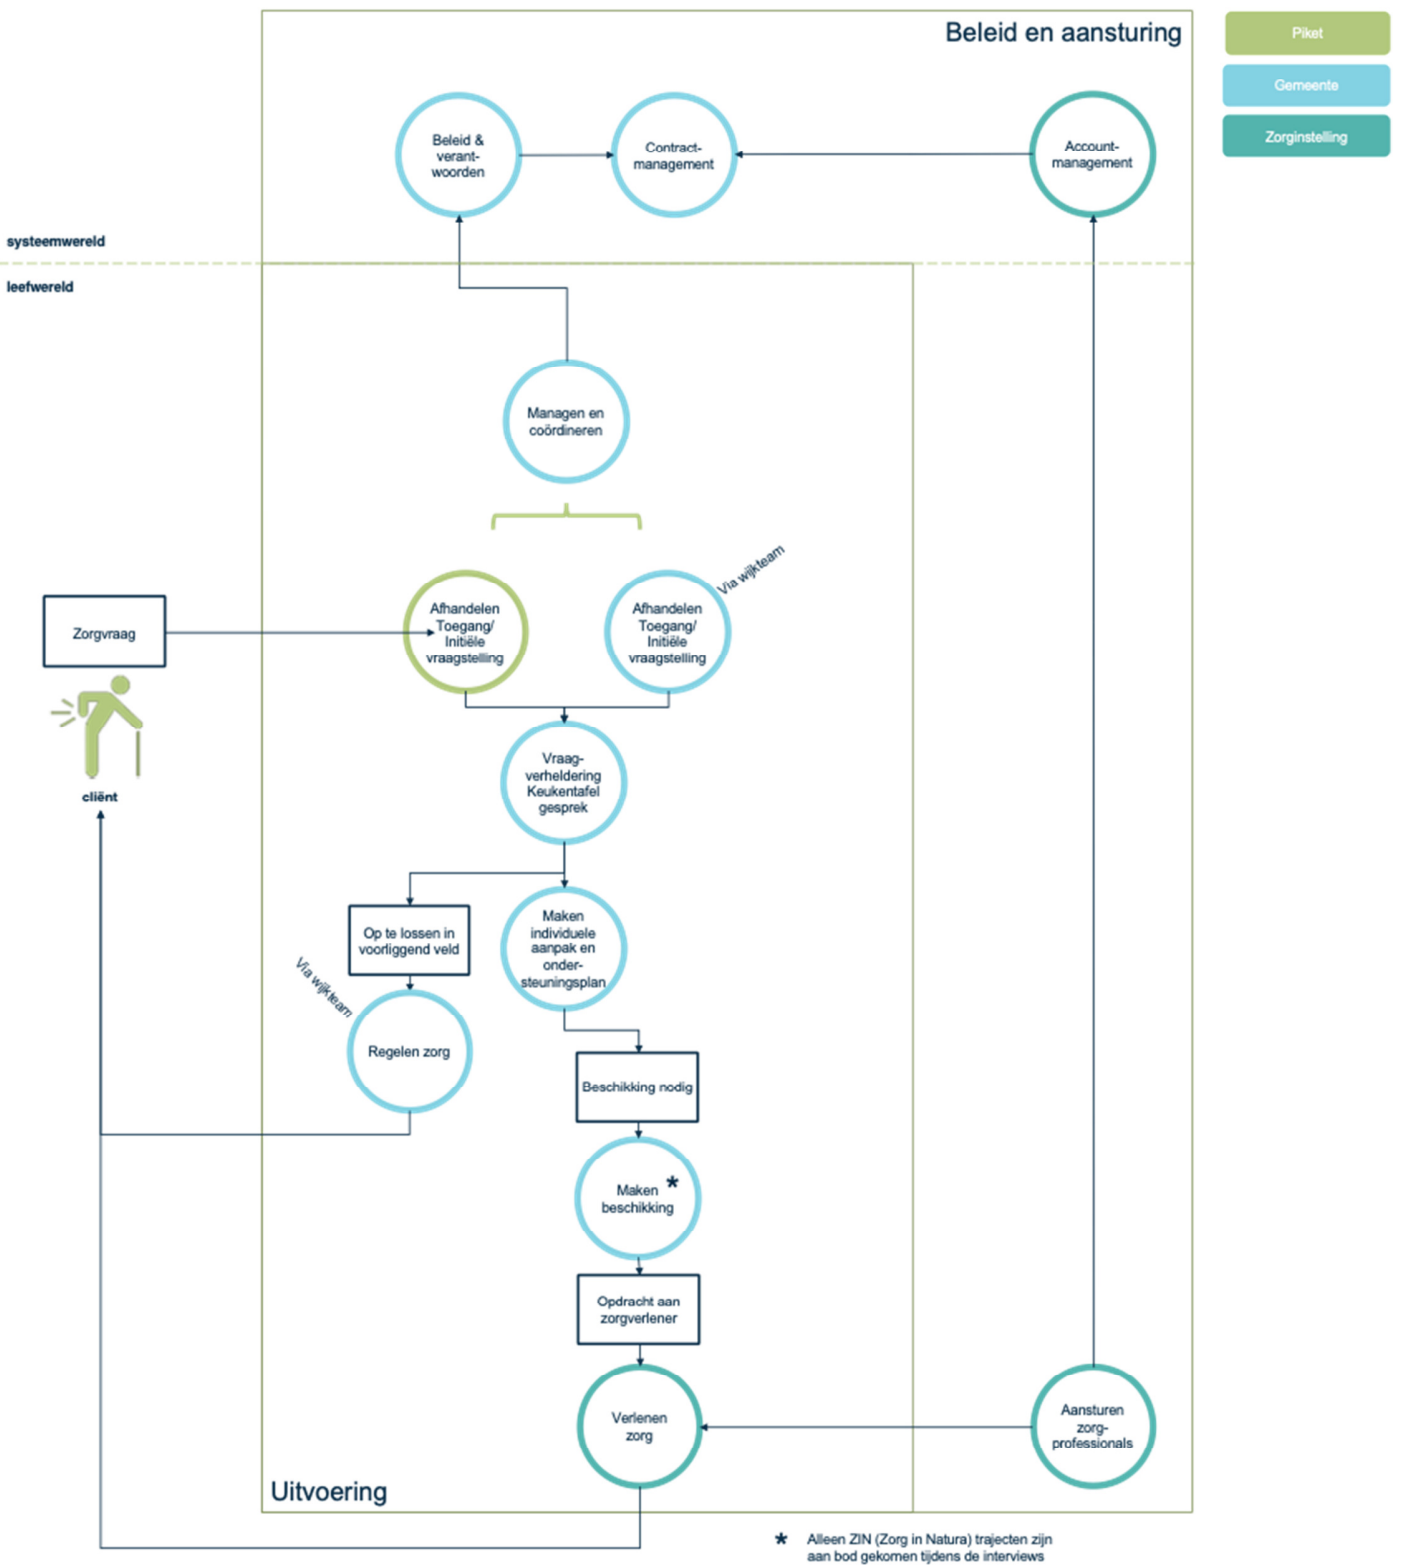 Beleid en aansturing
Piket
Gemeente
Zorginstelling
Beleid &
verant-
woorden
Contract-
management
Account-
management
systeemwereld
leefwereld
Managen en
coördineren
Via wijkteam
Zorgvraag
Afhandelen
Toegang/
Initiële
vraagstelling
Afhandelen
Toegang/
Initiële
vraagstelling
cliënt
Vraag-
verheldering
Keukentafel
gesprek
Op te lossen in
voorliggend veld
Maken
individuele
aanpak en
onder-
steuningsplan
Via wijkteam
Regelen zorg
Beschikking nodig
Maken *
beschikking
Opdracht aan
zorgverlener
Verlenen
zorg
Aansturen
zorg-
professionals
Uitvoering
* Alleen ZIN (Zorg in Natura) trajecten zijn
aan bod gekomen tijdens de interviews